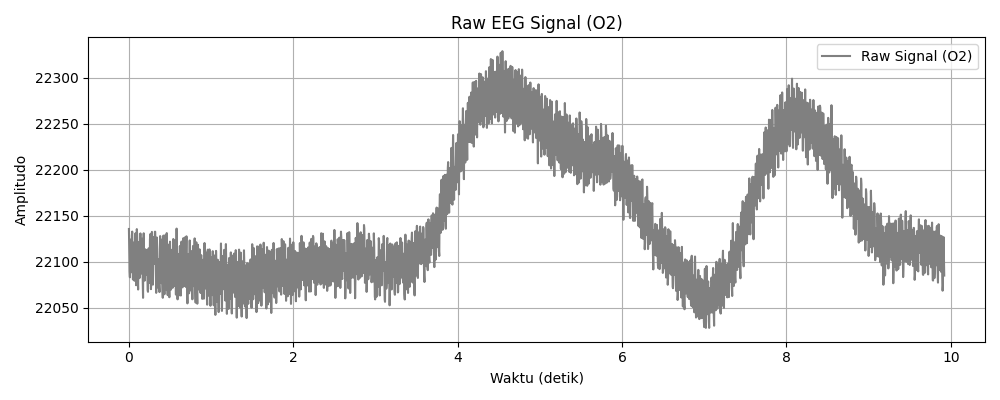 Raw EEG Signal (O2)
Raw Signal (O2)
22300
22250
22200
22150
22100
22050
Amplitudo
0 2 4 6 8 10
Waktu (detik)